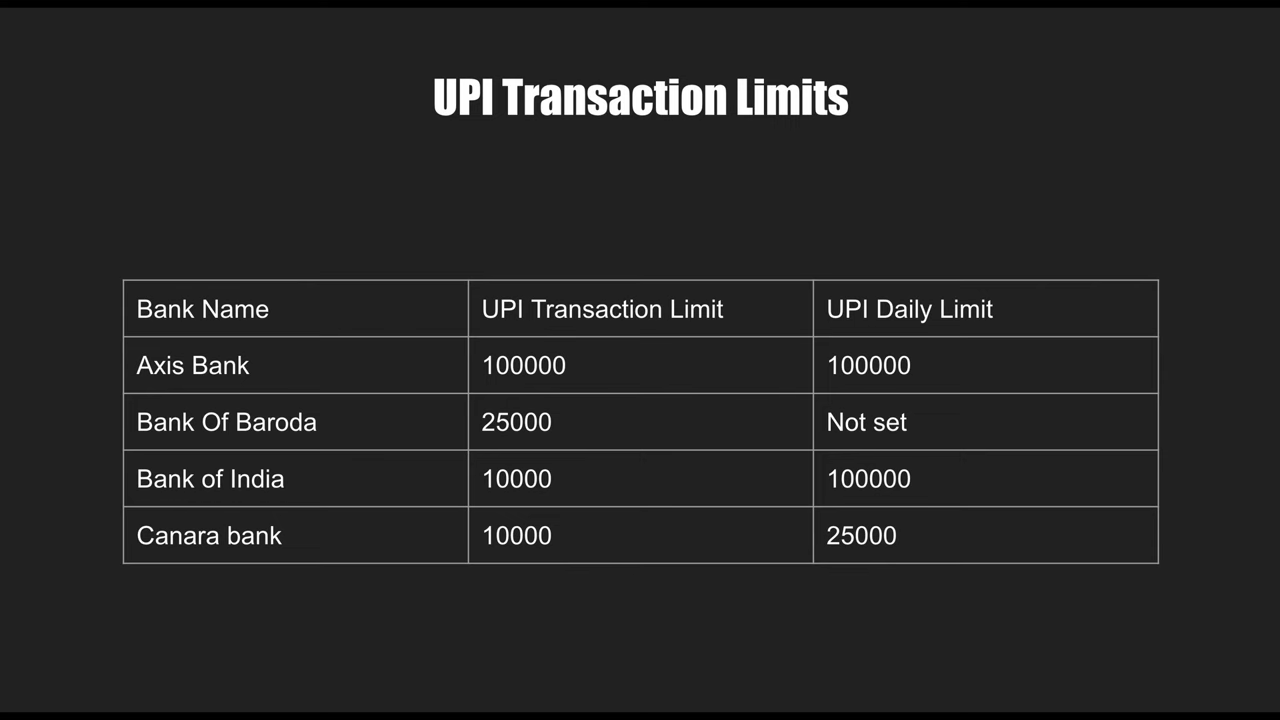 UPI Transaction Limits
Bank Name UPI Transaction Limit UPI Daily Limit
Axis Bank 100000 100000
Bank Of Baroda 25000 Not set
Bank of India 10000 100000
Canara bank 10000 25000